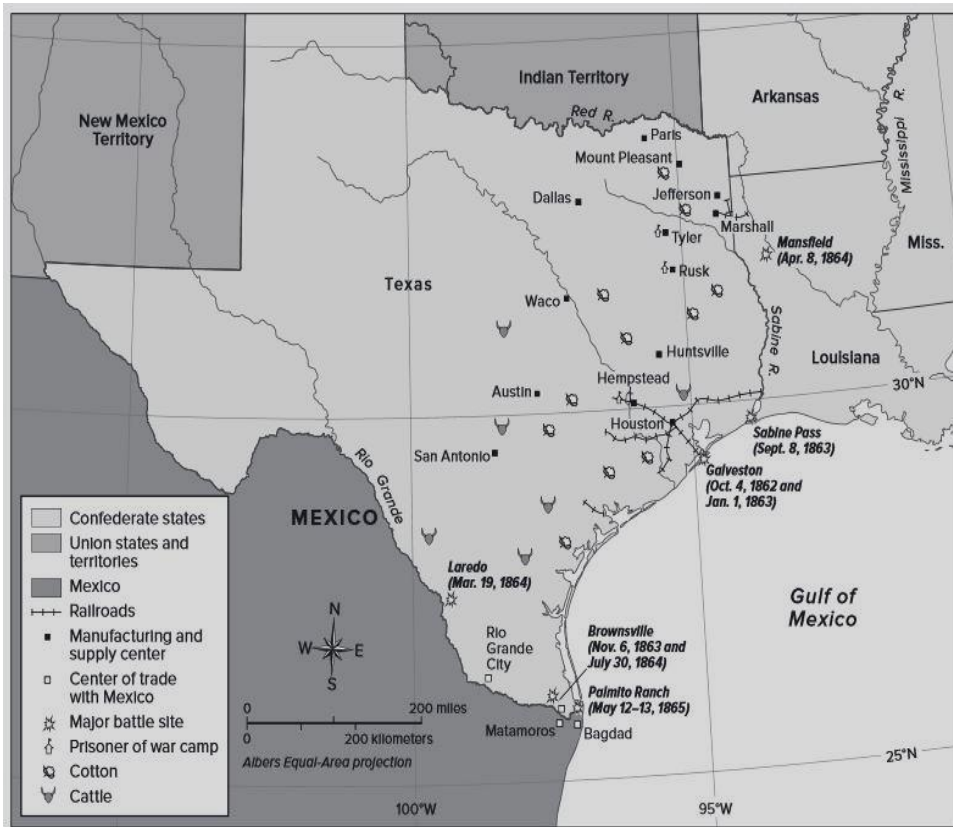 Indian Territory
Arkansas
Mississippi R.
New Mexico
Territory
Red R.
Paris
Mount Pleasant
Jefferson
Dallas
Marshall
Tyler
Mansfield
(Apr. 8, 1864)
Miss.
Rusk
Texas
Waco
Sabine R.
Huntsville
Louisiana
Hempstead
30°N
Austin
Houston
Sabine Pass
(Sept. 8, 1863)
San Antonio
Galveston
(Oct. 4, 1862 and
Jan. 1, 1863)
Rio Grande
MEXICO
Laredo
(Mar. 19, 1864)
Gulf of
Mexico
Rio
Grande
City
Brownsville
(Nov. 6, 1863 and
July 30, 1864)
Palmito Ranch
(May 12–13, 1865)
Matamoros
Bagdad
25°N
100°W
95°W
Confederate states
Union states and
territories
Mexico
Railroads
Manufacturing and
supply center
Center of trade
with Mexico
Major battle site
Prisoner of war camp
Cotton
Cattle
N
W
E
S
0
200 miles
0
200 kilometers
Albers Equal-Area projection